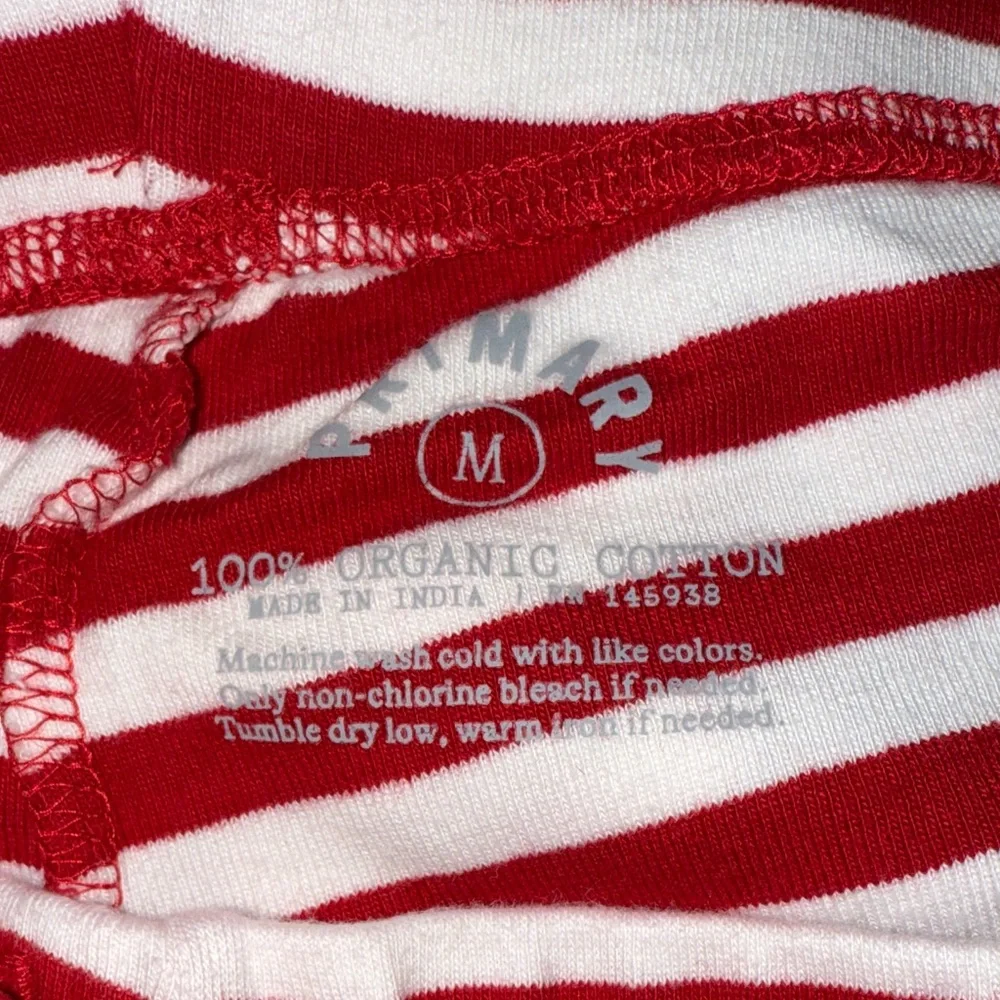 PRIMARY
M
100% ORGANIC COTTON
MADE IN INDIA | RN 145938
Machine wash cold with like colors.
Only non-chlorine bleach if needed.
Tumble dry low, warm iron if needed.